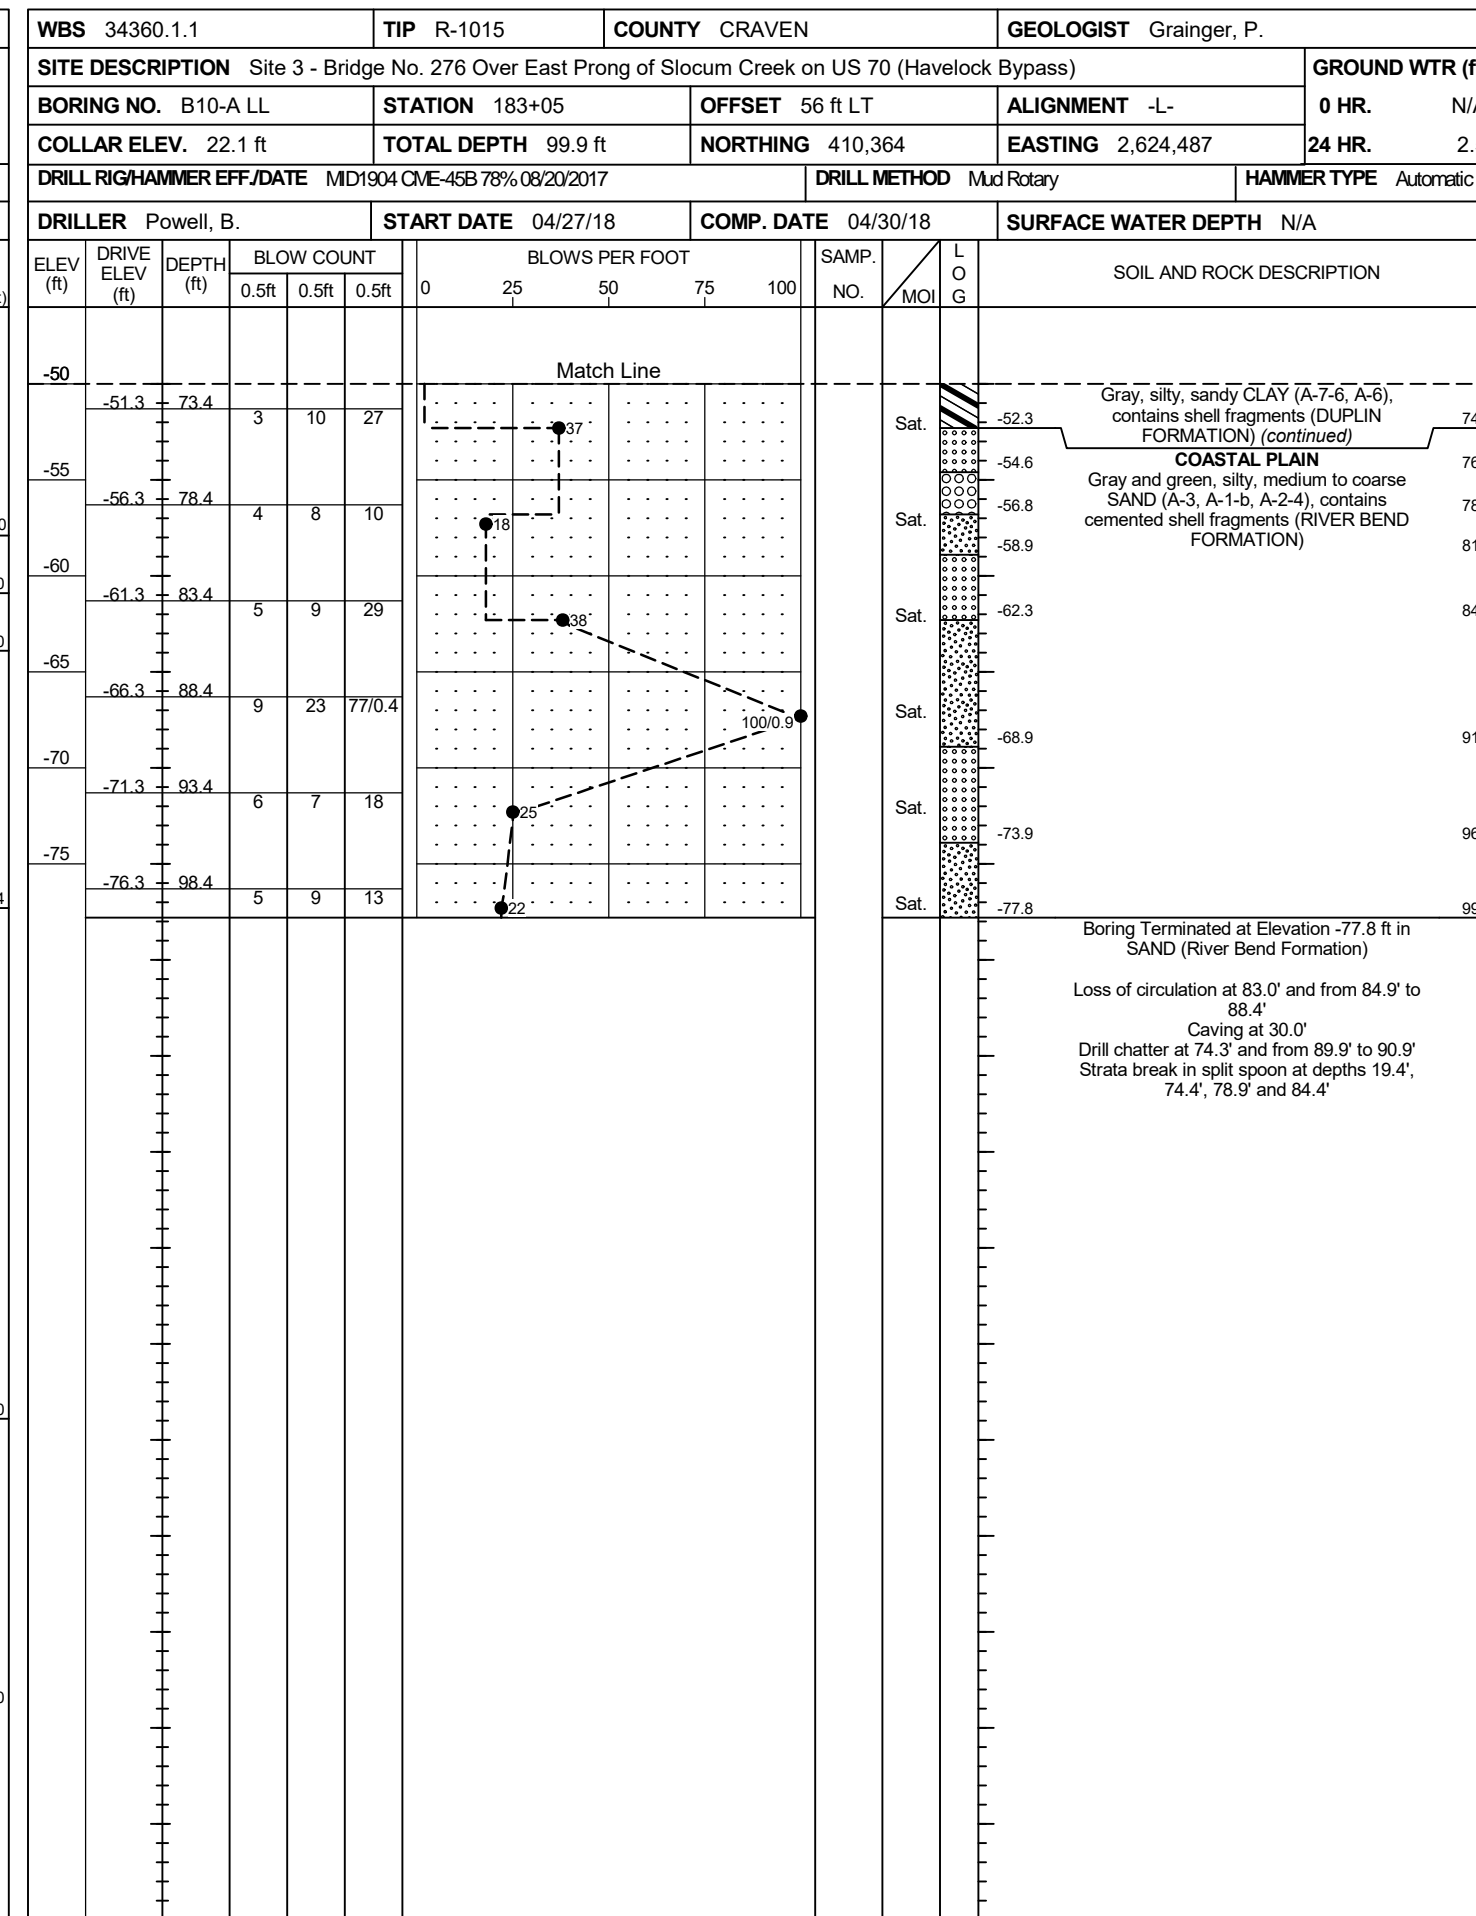 WBS 34360.1.1 TIP R-1015 COUNTY CRAVEN GEOLOGIST Grainger, P.
SITE DESCRIPTION Site 3 - Bridge No. 276 Over East Prong of Slocum Creek on US 70 (Havelock Bypass) GROUND WTR (f
BORING NO. B10-A LL STATION 183+05 OFFSET 56 ft LT ALIGNMENT -L- 0 HR. N/A
COLLAR ELEV. 22.1 ft TOTAL DEPTH 99.9 ft NORTHING 410,364 EASTING 2,624,487 24 HR. 2.
DRILL RIG/HAMMER EFF./DATE MID1904 CME-45B 78% 08/20/2017 DRILL METHOD Mud Rotary HAMMER TYPE Automatic
DRILLER Powell, B. START DATE 04/27/18 COMP. DATE 04/30/18 SURFACE WATER DEPTH N/A
ELEV (ft) DRIVE ELEV (ft) DEPTH (ft) BLOW COUNT BLOWS PER FOOT SAMP. NO. MOI LOG SOIL AND ROCK DESCRIPTION
0.5ft 0.5ft 0.5ft 0 25 50 75 100
Match Line
-50
-51.3 73.4 Gray, silty, sandy CLAY (A-7-6, A-6),
3 10 27 37 Sat. -52.3 contains shell fragments (DUPLIN 74
FORMATION) (continued)
-55 -54.6 COASTAL PLAIN 76
Gray and green, silty, medium to coarse
-56.3 78.4 -56.8 SAND (A-3, A-1-b, A-2-4), contains 78
4 8 10 18 Sat. cemented shell fragments (RIVER BEND
-58.9 FORMATION) 81
-60
-61.3 83.4
5 9 29 38 Sat. -62.3 84
-65
-66.3 88.4
9 23 77/0.4 100/0.9 Sat.
-68.9 91
-70
-71.3 93.4
6 7 18 25 Sat.
-73.9 96
-75
-76.3 98.4
5 9 13 22 Sat. -77.8 99
Boring Terminated at Elevation -77.8 ft in
SAND (River Bend Formation)
Loss of circulation at 83.0' and from 84.9' to
88.4'
Caving at 30.0'
Drill chatter at 74.3' and from 89.9' to 90.9'
Strata break in split spoon at depths 19.4',
74.4', 78.9' and 84.4'